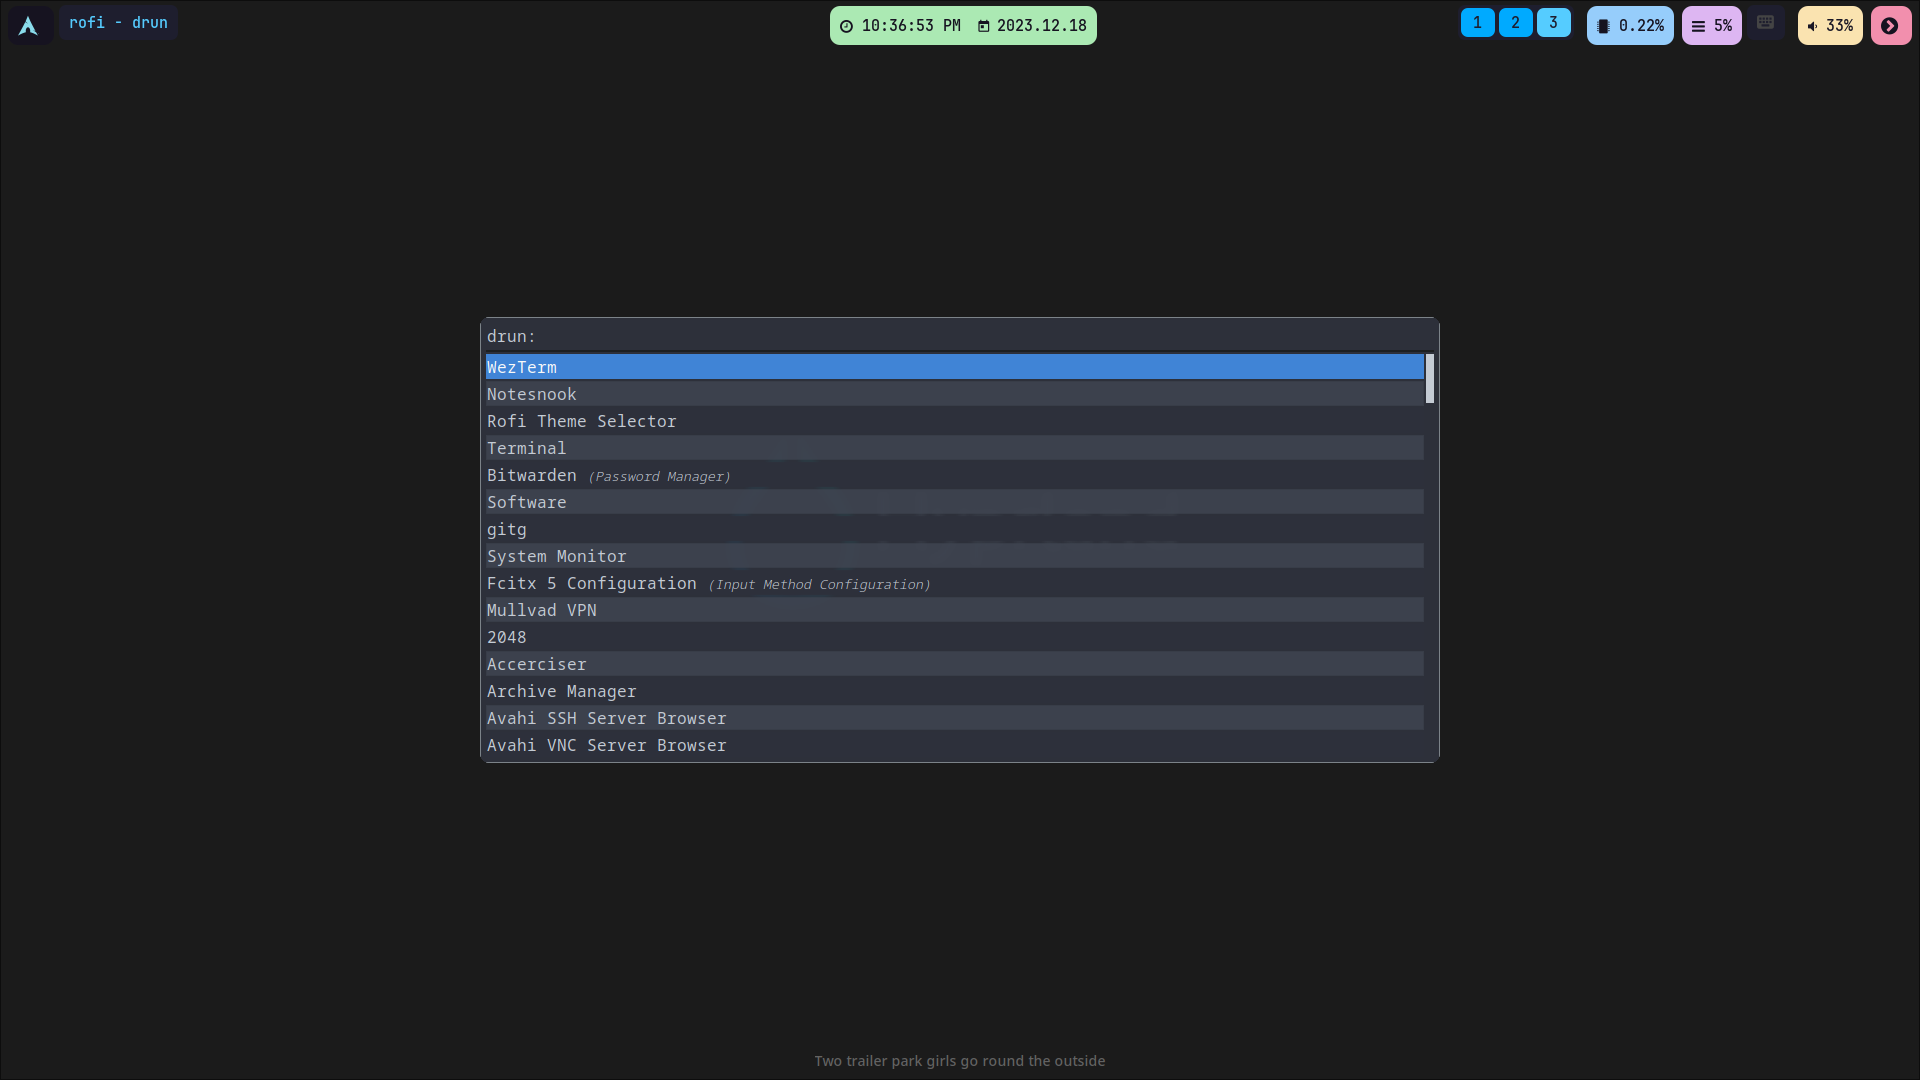 rofi - drun
10:36:53 PM 2023.12.18
1 2 3
0.22%
5%
33%
drun:
WezTerm
Notesnook
Rofi Theme Selector
Terminal
Bitwarden (Password Manager)
Software
gitg
System Monitor
Fcitx 5 Configuration (Input Method Configuration)
Mullvad VPN
2048
Accerciser
Archive Manager
Avahi SSH Server Browser
Avahi VNC Server Browser
Two trailer park girls go round the outside